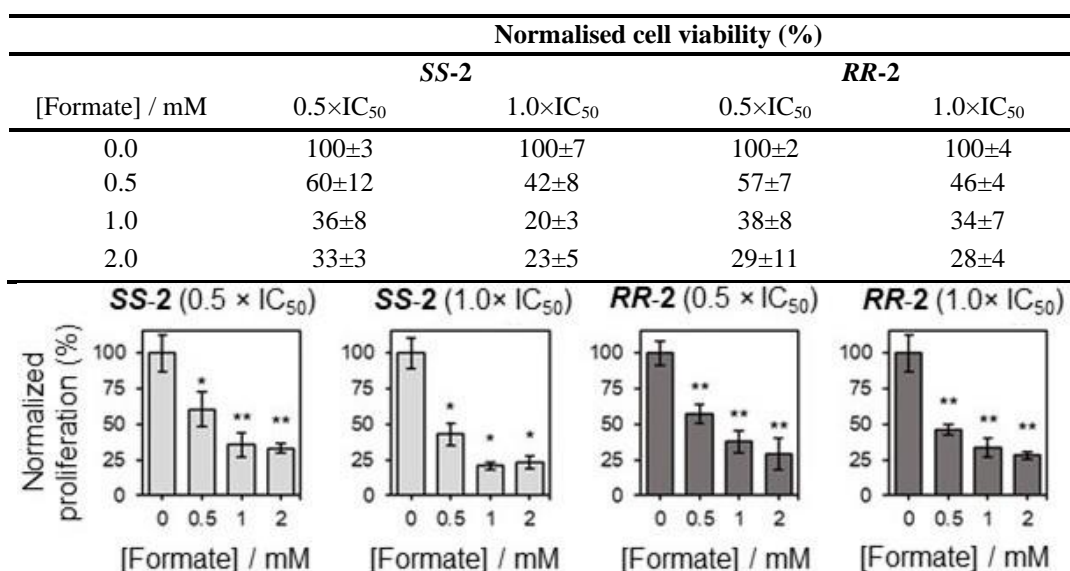 Normalised cell viability (%)
SS-2 RR-2
[Formate] / mM 0.5×IC50 1.0×IC50 0.5×IC50 1.0×IC50
0.0 100±3 100±7 100±2 100±4
0.5 60±12 42±8 57±7 46±4
1.0 36±8 20±3 38±8 34±7
2.0 33±3 23±5 29±11 28±4
SS-2 (0.5 × IC50) SS-2 (1.0× IC50) RR-2 (0.5 × IC50) RR-2 (1.0× IC50)
Normalized
proliferation (%)
100 100 100 100
75 75 75 75
50 50 50 50
25 25 25 25
0 0 0 0
* ** ** * * * ** ** ** ** ** **
0 0.5 1 2 0 0.5 1 2 0 0.5 1 2 0 0.5 1 2
[Formate] / mM [Formate] / mM [Formate] / mM [Formate] / mM